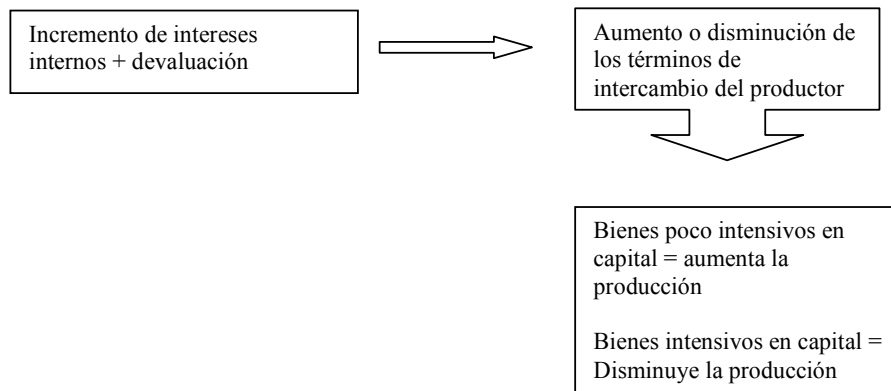 Incremento de intereses
internos + devaluación
Aumento o disminución de
los términos de
intercambio del productor
Bienes poco intensivos en
capital = aumenta la
producción
Bienes intensivos en capital =
Disminuye la producción